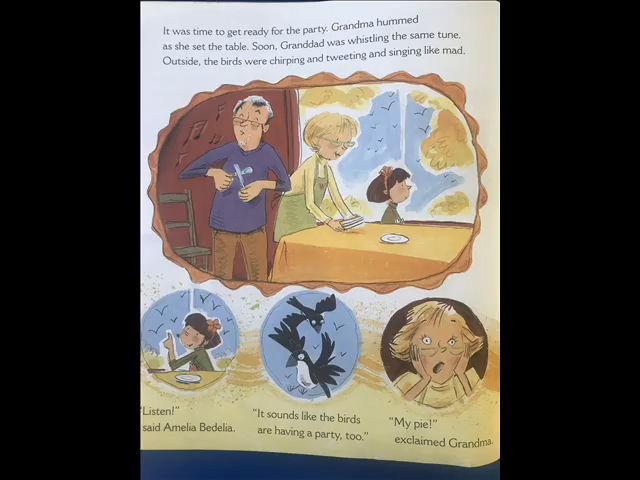 It was time to get ready for the party. Grandma hummed
as she set the table. Soon, Granddad was whistling the same tune.
Outside, the birds were chirping and tweeting and singing like mad.
"Listen!"
said Amelia Bedelia.
"It sounds like the birds
are having a party, too."
"My pie!"
exclaimed Grandma.